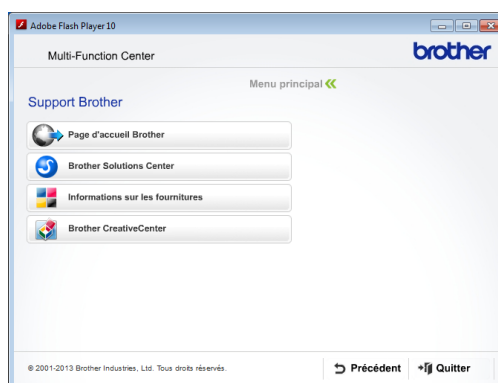 Adobe Flash Player 10
Multi-Function Center
brother
Menu principal
Support Brother
Page d'accueil Brother
Brother Solutions Center
Informations sur les fournitures
Brother CreativeCenter
© 2001-2013 Brother Industries, Ltd. Tous droits réservés.
Précédent
Quitter